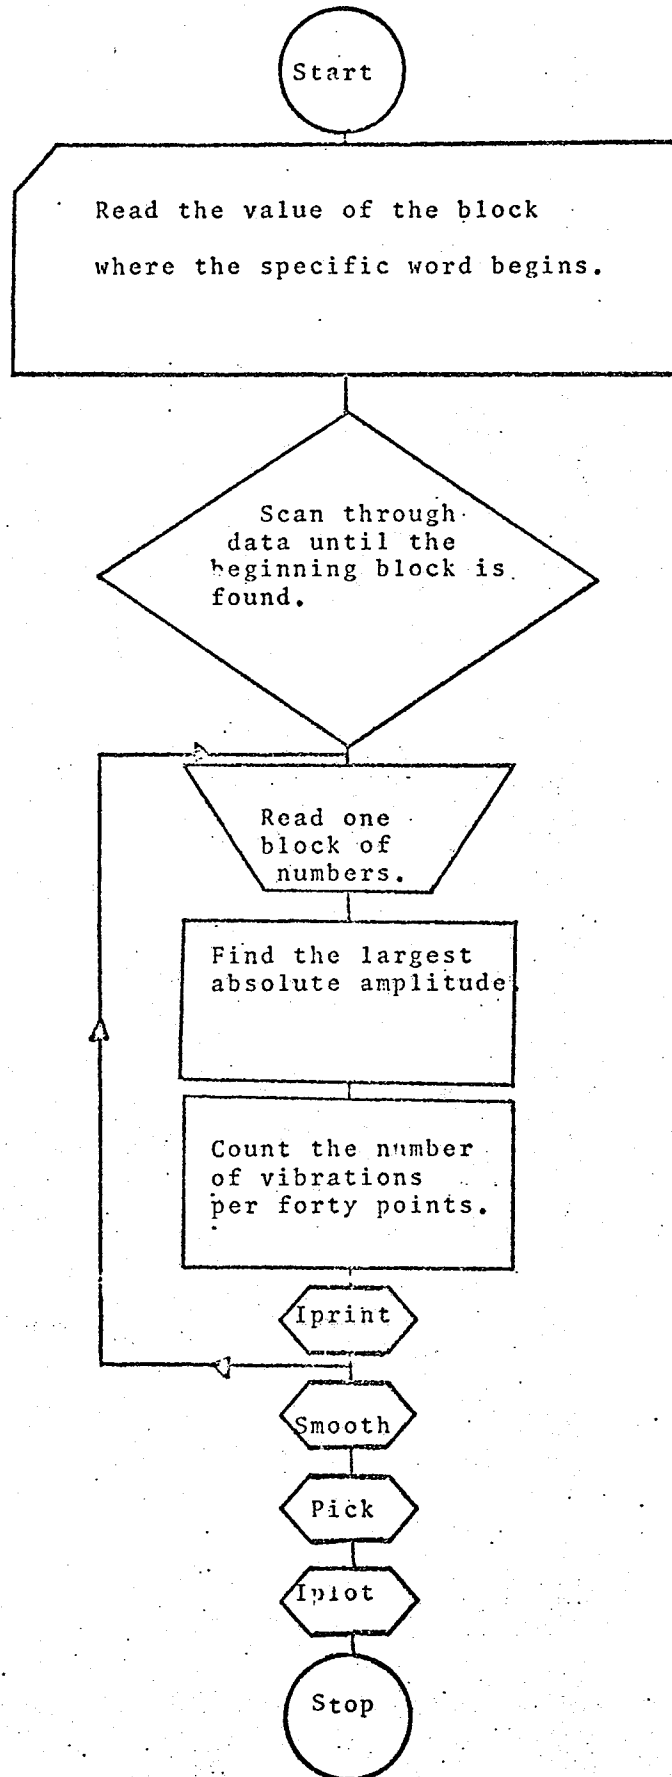 Start
Read the value of the block
where the specific word begins.
Scan through
data until the
beginning block is
found.
Read one
block of
numbers.
Find the largest
absolute amplitude.
Count the number
of vibrations
per forty points.
Iprint
Smooth
Pick
Iplot
Stop